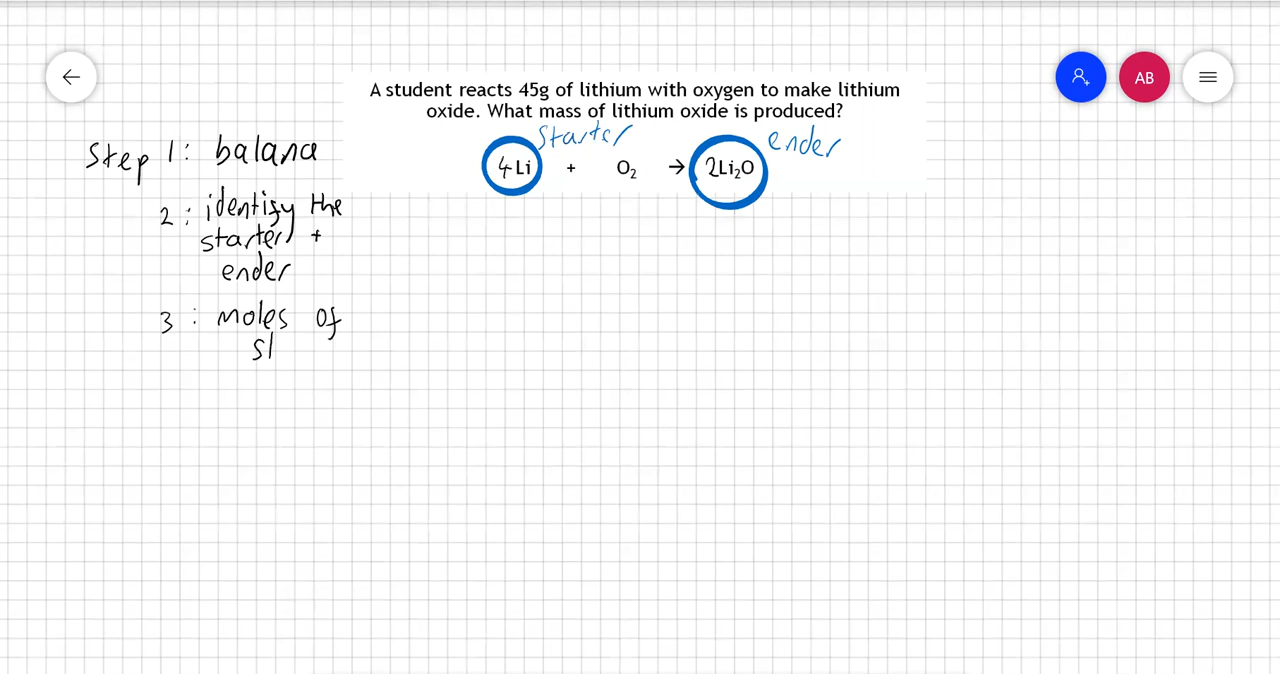 A student reacts 45g of lithium with oxygen to make lithium
oxide. What mass of lithium oxide is produced?
starter
ender
4Li + O₂ → 2Li₂O
Step 1: balance
2: identify the
starter +
ender
3: moles of
st
AB